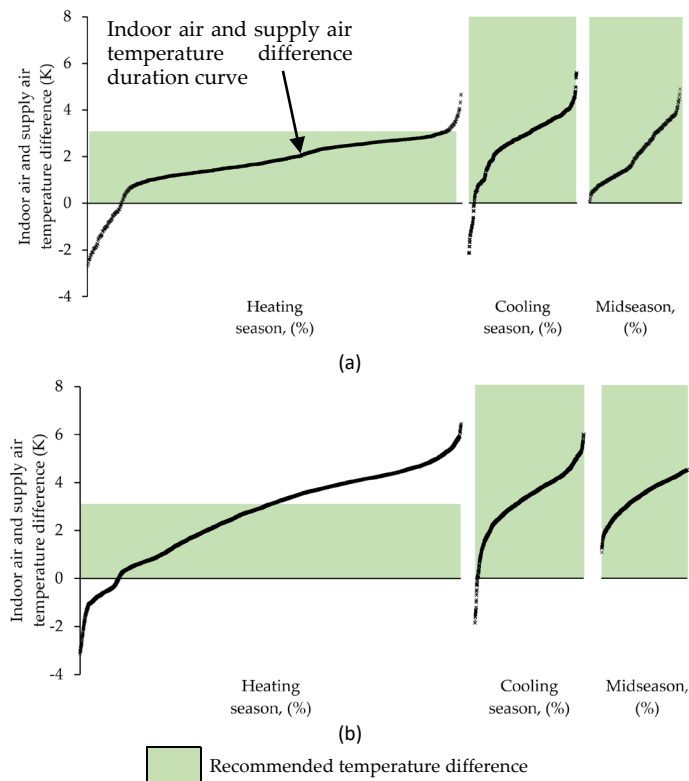 Indoor air and supply air
temperature difference
duration curve
Indoor air and supply air
temperature difference (K)
8
6
4
2
0
-2
-4
Heating
season, (%)
Cooling
season, (%)
Midseason,
(%)
(a)
Indoor air and supply air
temperature difference (K)
8
6
4
2
0
-2
-4
Heating
season, (%)
Cooling
season, (%)
Midseason,
(%)
(b)
Recommended temperature difference